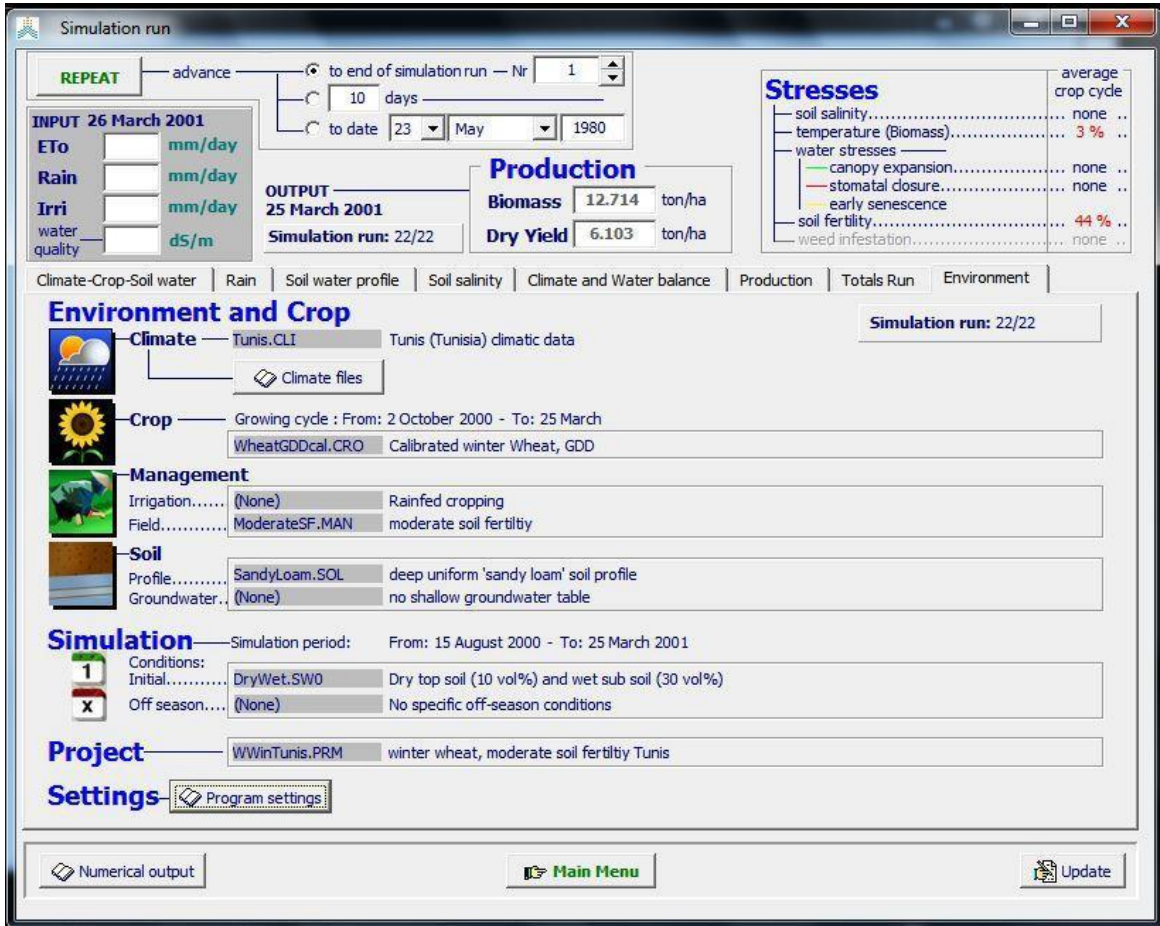 Simulation run
REPEAT advance to end of simulation run Nr 1
10 days
to date 23 May 1980
INPUT 26 March 2001
ETo mm/day
Rain mm/day
Irri mm/day
water quality dS/m
OUTPUT
25 March 2001
Simulation run: 22/22
Production
Biomass 12.714 ton/ha
Dry Yield 6.103 ton/ha
Stresses average crop cycle
soil salinity none
temperature (Biomass) 3 %
water stresses
canopy expansion none
stomatal closure none
early senescence
soil fertility 44 %
weed infestation none
Climate-Crop-Soil water Rain Soil water profile Soil salinity Climate and Water balance Production Totals Run Environment
Environment and Crop
Simulation run: 22/22
Climate Tunis.CLI Tunis (Tunisia) climatic data
Climate files
Crop Growing cycle : From: 2 October 2000 - To: 25 March
WheatGDDcal.CRO Calibrated winter Wheat, GDD
Management
Irrigation...... (None) Rainfed cropping
Field............ ModerateSF.MAN moderate soil fertiltiy
Soil
Profile.......... SandyLoam.SOL deep uniform 'sandy loam' soil profile
Groundwater.. (None) no shallow groundwater table
Simulation Simulation period: From: 15 August 2000 - To: 25 March 2001
1
Conditions:
Initial........... DryWet.SW0 Dry top soil (10 vol%) and wet sub soil (30 vol%)
X
Off season.... (None) No specific off-season conditions
Project WWinTunis.PRM winter wheat, moderate soil fertiltiy Tunis
Settings Program settings
Numerical output Main Menu Update